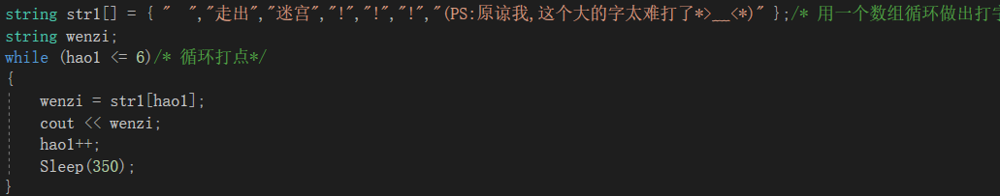 string str1[] = { "  ","走出","迷宫","!","!","!","(PS:原谅我,这个大的字太难打了*>__<*)" };/* 用一个数组循环做出打字
string wenzi;
while (hao1 <= 6)/* 循环打点*/
{
    wenzi = str1[hao1];
    cout << wenzi;
    hao1++;
    Sleep(350);
}